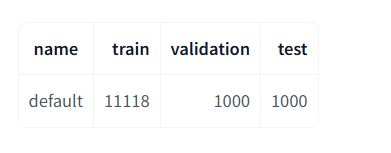 name train validation test
default 11118 1000 1000